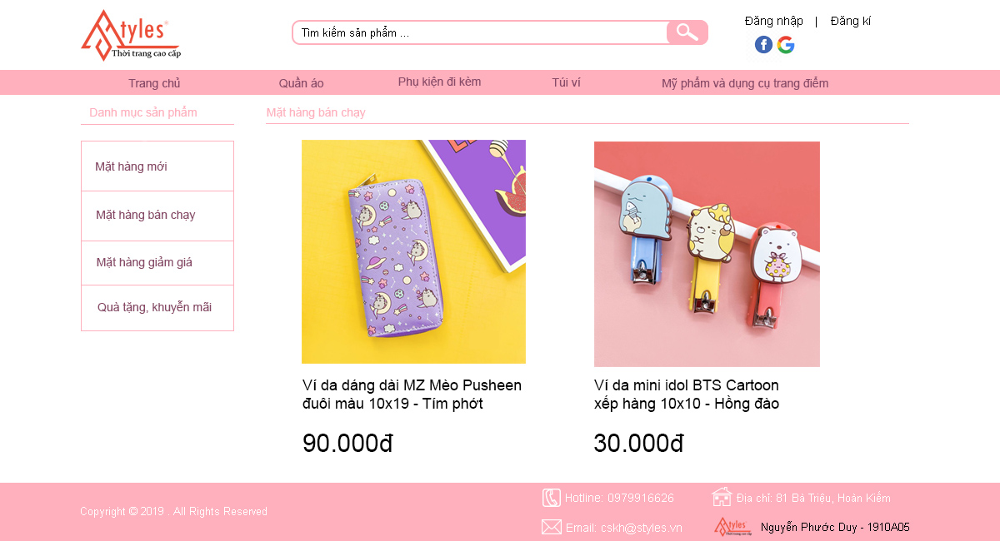 Styles
Thời trang cao cấp
Tìm kiếm sản phẩm ...
Đăng nhập | Đăng kí
Trang chủ
Quần áo
Phụ kiện đi kèm
Túi ví
Mỹ phẩm và dụng cụ trang điểm
Danh mục sản phẩm
Mặt hàng bán chạy
Mặt hàng mới
Mặt hàng bán chạy
Mặt hàng giảm giá
Quà tặng, khuyễn mãi
Ví da dáng dài MZ Mèo Pusheen
đuôi màu 10x19 - Tím phớt
90.000đ
Ví da mini idol BTS Cartoon
xếp hàng 10x10 - Hồng đào
30.000đ
Copyright © 2019 . All Rights Reserved
Hotline: 0979916626
Địa chỉ: 81 Bà Triệu, Hoàn Kiếm
Email: cskh@styles.vn
Styles
Thời trang cao cấp
Nguyễn Phước Duy - 1910A05